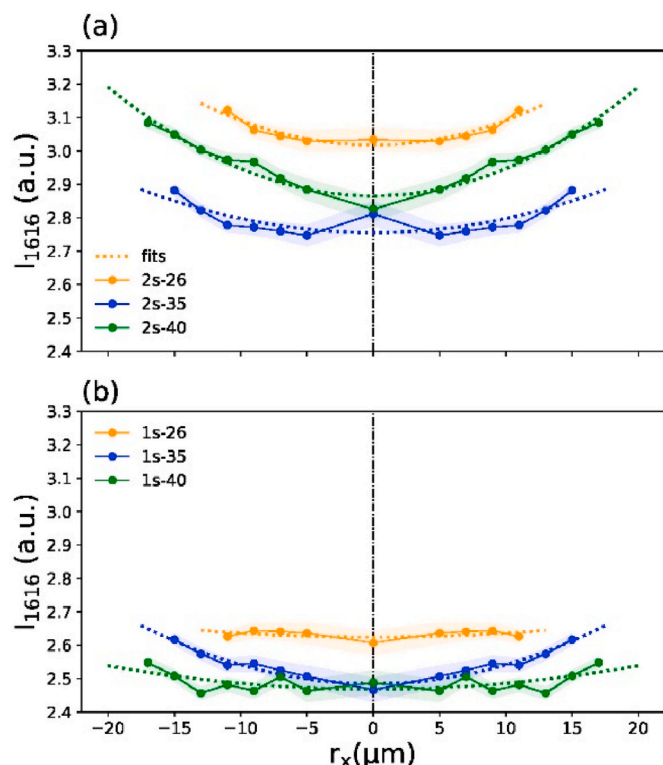 (a)
3.3
3.2
3.1
3.0
2.9
2.8
2.7
2.6
2.5
2.4
I1616 (a.u.)
fits
2s-26
2s-35
2s-40
(b)
3.3
3.2
3.1
3.0
2.9
2.8
2.7
2.6
2.5
2.4
I1616 (a.u.)
1s-26
1s-35
1s-40
−20 −15 −10 −5 0 5 10 15 20
rx(μm)